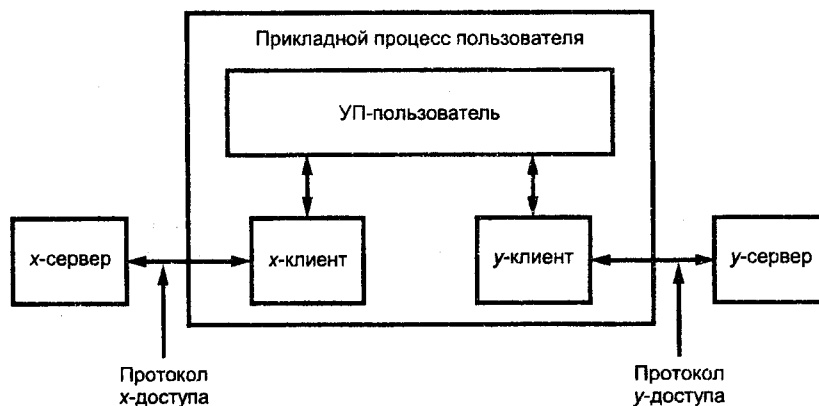 Прикладной процесс пользователя
УП-пользователь
x-сервер
x-клиент
y-клиент
y-сервер
Протокол
x-доступа
Протокол
y-доступа